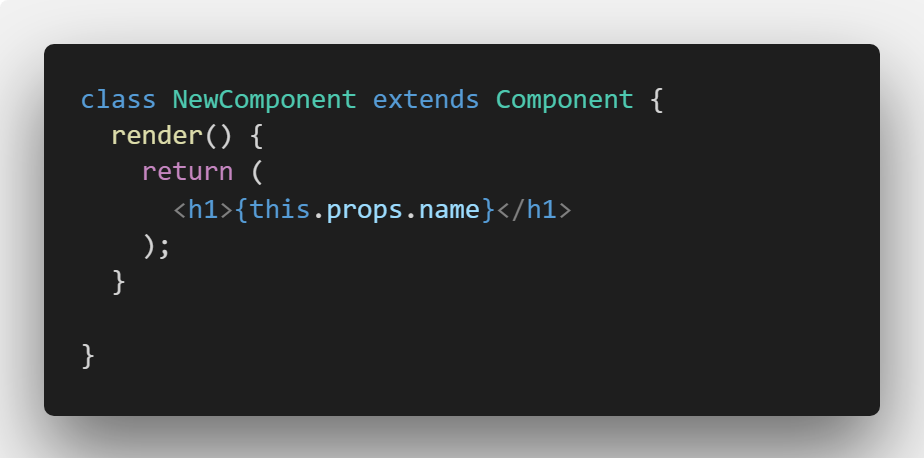 class NewComponent extends Component {
  render() {
    return (
      <h1>{this.props.name}</h1>
    );
  }

}